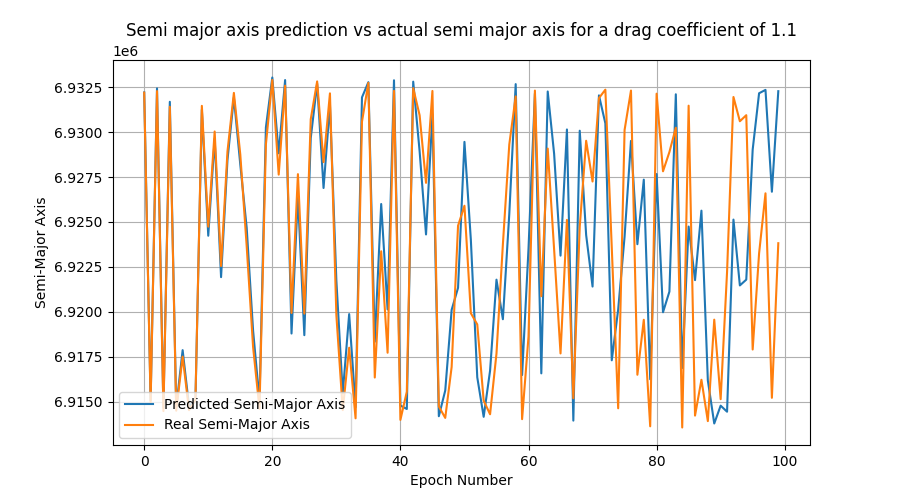 Semi major axis prediction vs actual semi major axis for a drag coefficient of 1.1
1e6
6.9325
6.9300
6.9275
6.9250
6.9225
6.9200
6.9175
6.9150
Semi-Major Axis
Predicted Semi-Major Axis
Real Semi-Major Axis
0 20 40 60 80 100
Epoch Number